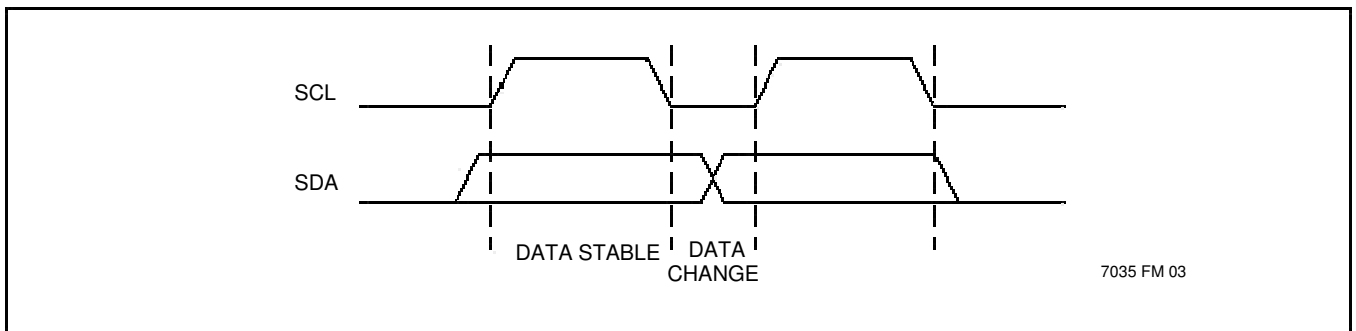 SCL
SDA
DATA STABLE
DATA
CHANGE
7035 FM 03